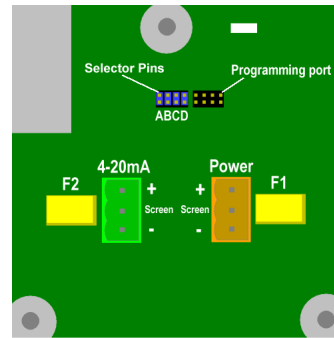 Selector Pins
Programming port
ABCD
4-20mA
Power
F2
F1
+
+
Screen
Screen
-
-